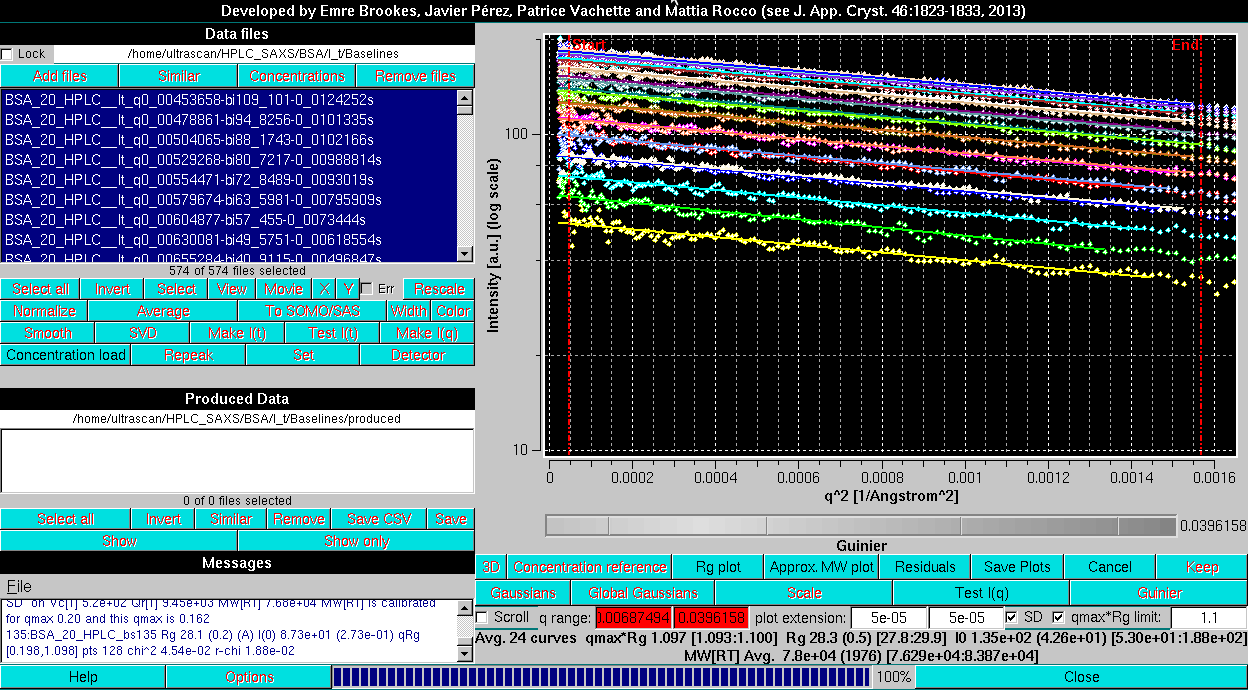 Developed by Emre Brookes, Javier Pérez, Patrice Vachette and Mattia Rocco (see J. App. Cryst. 46:1823-1833, 2013)
Data files
Lock /home/ultrascan/HPLC_SAXS/BSA/I_t/Baselines
Add files Similar Concentrations Remove files
BSA_20_HPLC__It_q0_00453658-bi109_101-0_0124252s
BSA_20_HPLC__It_q0_00478861-bi94_8256-0_0101335s
BSA_20_HPLC__It_q0_00504065-bi88_1743-0_0102166s
BSA_20_HPLC__It_q0_00529268-bi80_7217-0_00988814s
BSA_20_HPLC__It_q0_00554471-bi72_8489-0_0093019s
BSA_20_HPLC__It_q0_00579674-bi63_5981-0_00795909s
BSA_20_HPLC__It_q0_00604877-bi57_455-0_0073444s
BSA_20_HPLC__It_q0_00630081-bi49_5751-0_00618554s
BSA_20_HPLC__It_q0_00655284-bi40_9115-0_00496847s
574 of 574 files selected
Select all Invert Select View Movie X Y Err Rescale
Normalize Average To SOMO/SAS Width Color
Smooth SVD Make I(t) Test I(t) Make I(q)
Concentration load Repeak Set Detector
Produced Data
/home/ultrascan/HPLC_SAXS/BSA/I_t/Baselines/produced
0 of 0 files selected
Select all Invert Similar Remove Save CSV Save
Show Show only
Messages
File
SD on Vc[T] 5.2e+02 Qr[T] 9.45e+03 MW[RT] 7.66e+04 MW[RT] is calibrated
for qmax 0.20 and this qmax is 0.162
135:BSA_20_HPLC_bs135 Rg 28.1 (0.2) (A) I(0) 8.73e+01 (2.73e-01) qRg
[0.198,1.098] pts 128 chi^2 4.54e-02 r-chi 1.88e-02
Help Options 100% Close
Start End
Intensity [a.u.] (log scale)
100
10
0 0.0002 0.0004 0.0006 0.0008 0.001 0.0012 0.0014 0.0016
q^2 [1/Angstrom^2]
0.0396158
Guinier
3D Concentration reference Rg plot Approx. MW plot Residuals Save Plots Cancel Keep
Gaussians Global Gaussians Scale Test I(q) Guinier
Scroll q range: 0.00687494 0.0396158 plot extension: 5e-05 5e-05 SD qmax*Rg limit: 1.1
Avg. 24 curves qmax*Rg 1.097 [1.093:1.100] Rg 28.3 (0.5) [27.8:29.9] I0 1.35e+02 (4.26e+01) [5.30e+01:1.88e+02]
MW[RT] Avg. 7.8e+04 (1976) [7.629e+04:8.387e+04]